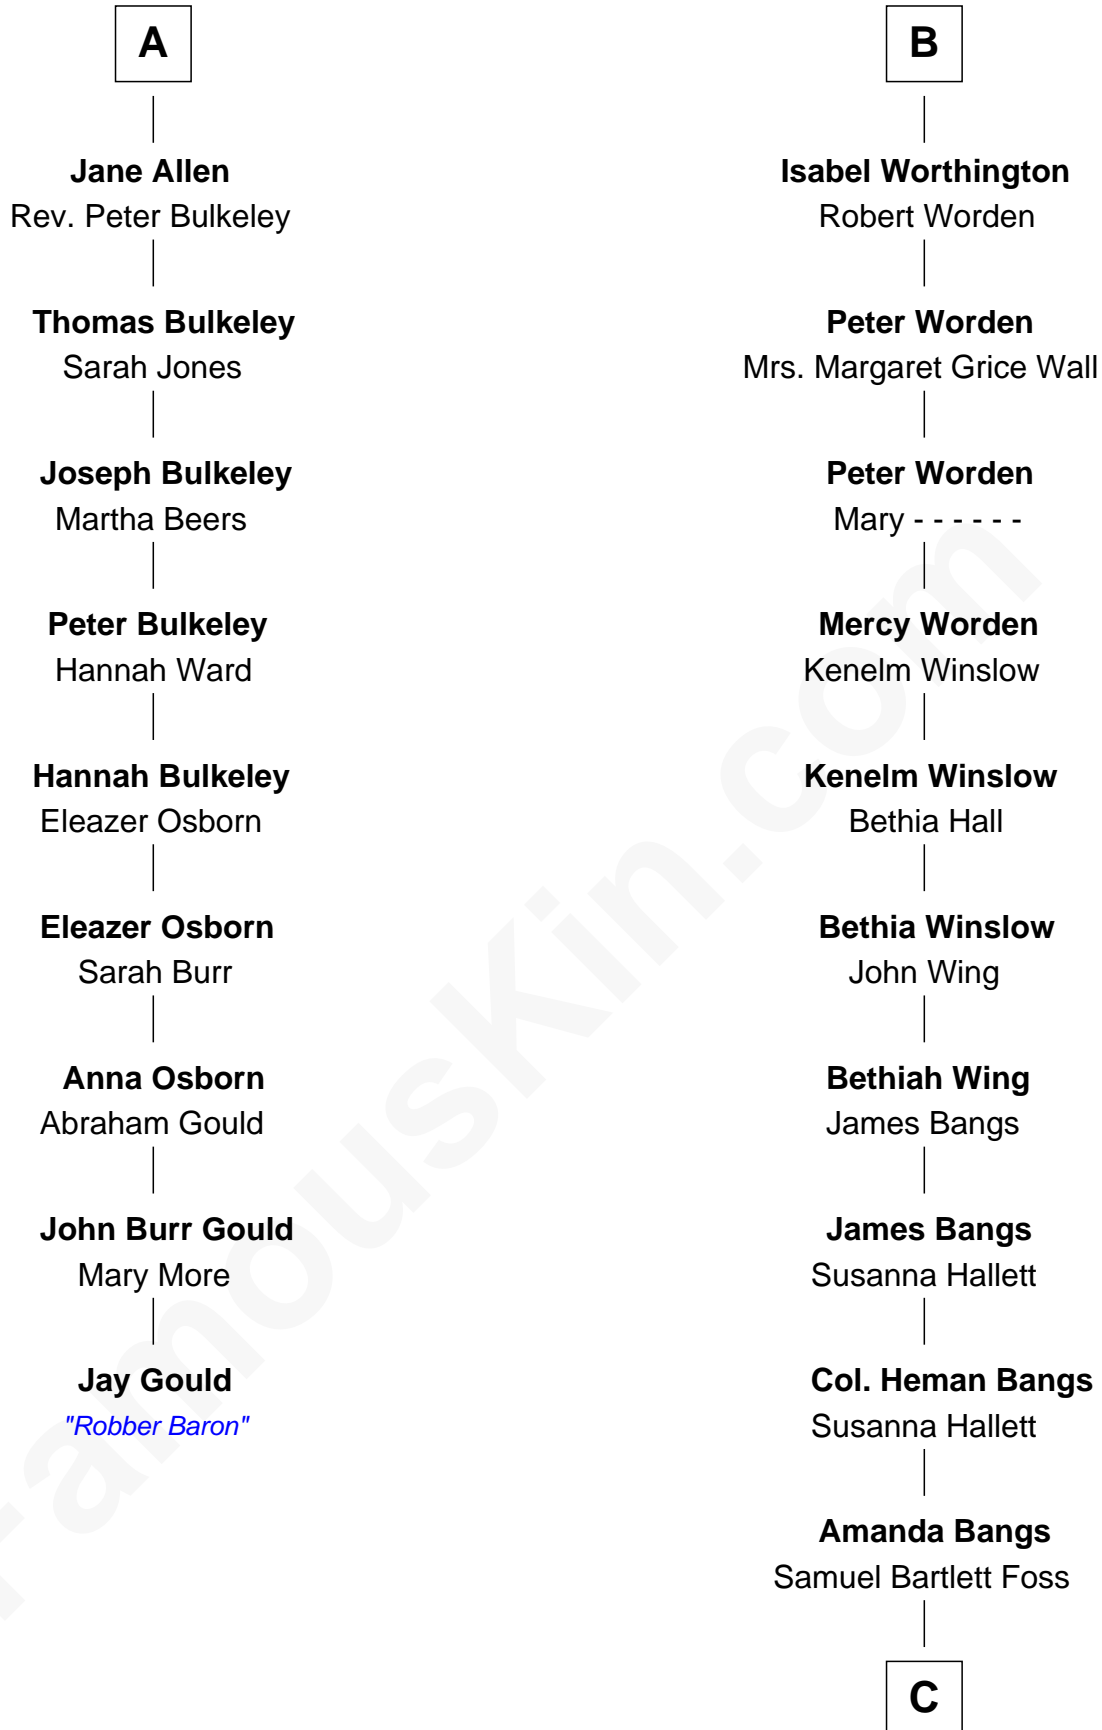 A
Jane Allen
Rev. Peter Bulkeley
Thomas Bulkeley
Sarah Jones
Joseph Bulkeley
Martha Beers
Peter Bulkeley
Hannah Ward
Hannah Bulkeley
Eleazer Osborn
Eleazer Osborn
Sarah Burr
Anna Osborn
Abraham Gould
John Burr Gould
Mary More
Jay Gould
"Robber Baron"
B
Isabel Worthington
Robert Worden
Peter Worden
Mrs. Margaret Grice Wall
Peter Worden
Mary - - - - - -
Mercy Worden
Kenelm Winslow
Kenelm Winslow
Bethia Hall
Bethia Winslow
John Wing
Bethiah Wing
James Bangs
James Bangs
Susanna Hallett
Col. Heman Bangs
Susanna Hallett
Amanda Bangs
Samuel Bartlett Foss
C
FamousKin.com